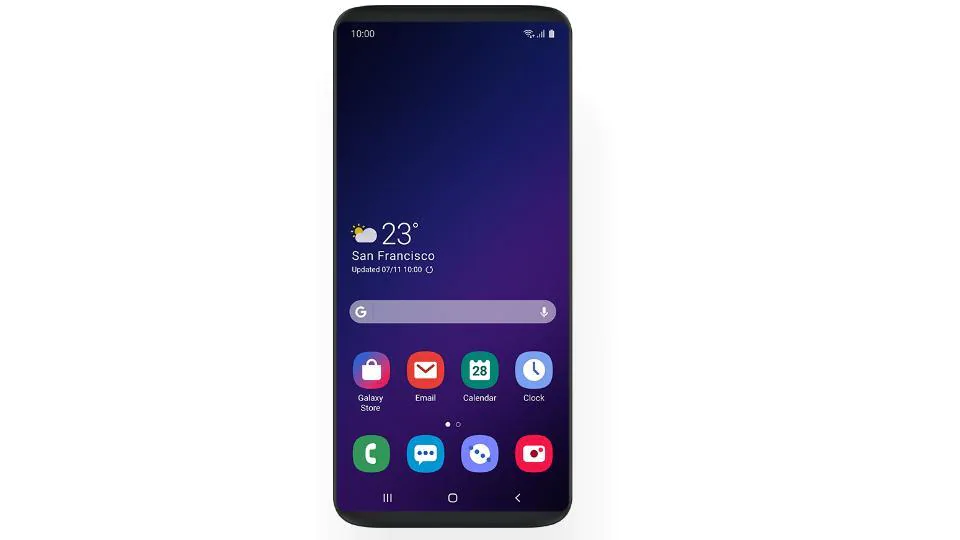 10:00
23°
San Francisco
Updated 07/11 10:00
G
28
Galaxy
Store
Email
Calendar
Clock